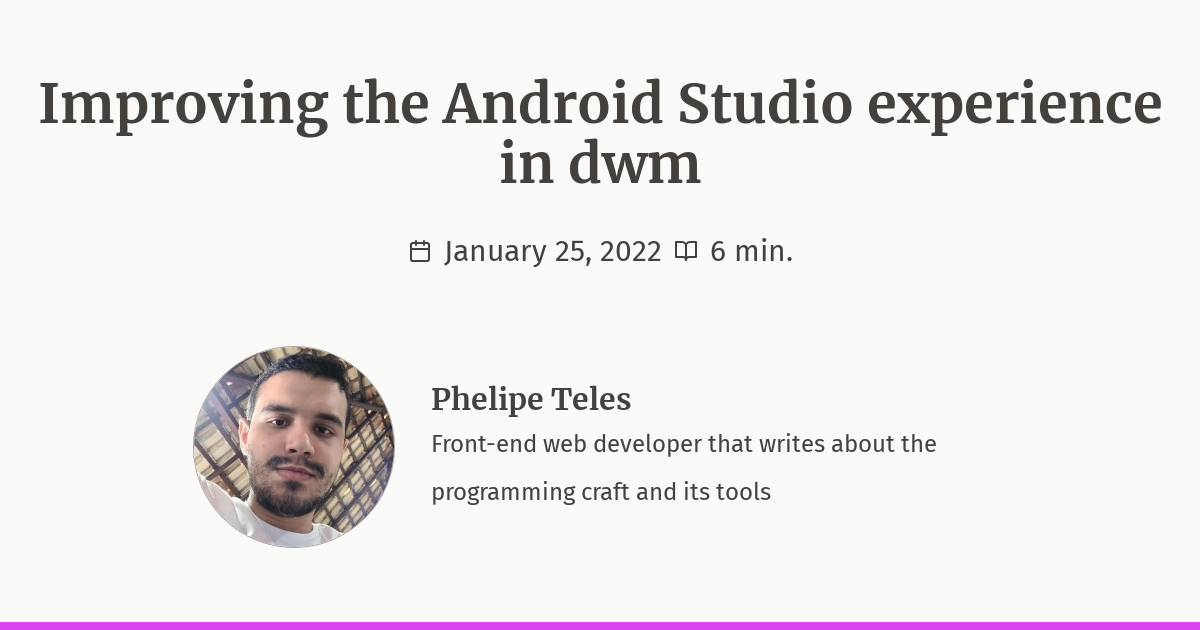 Improving the Android Studio experience
in dwm
January 25, 2022 6 min.
Phelipe Teles
Front-end web developer that writes about the
programming craft and its tools